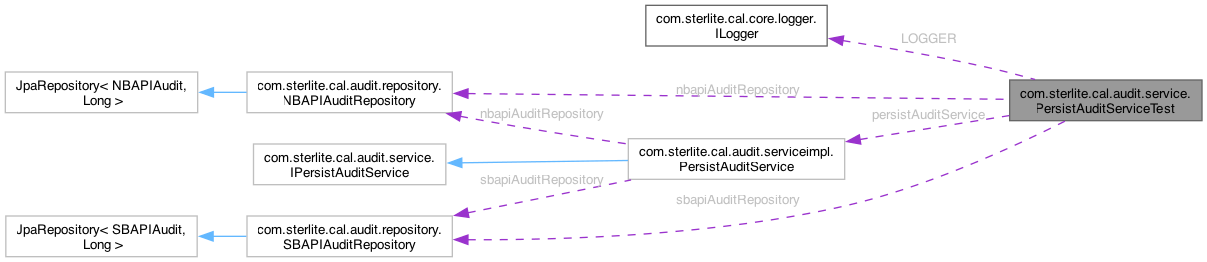 com.sterlite.cal.core.logger.
ILogger
LOGGER
JpaRepository< NBAPIAudit,
Long >
com.sterlite.cal.audit.repository.
NBAPIAuditRepository
nbapiAuditRepository
com.sterlite.cal.audit.service.
PersistAuditServiceTest
nbapiAuditRepository
persistAuditService
com.sterlite.cal.audit.service.
IPersistAuditService
com.sterlite.cal.audit.serviceimpl.
PersistAuditService
sbapiAuditRepository
sbapiAuditRepository
JpaRepository< SBAPIAudit,
Long >
com.sterlite.cal.audit.repository.
SBAPIAuditRepository